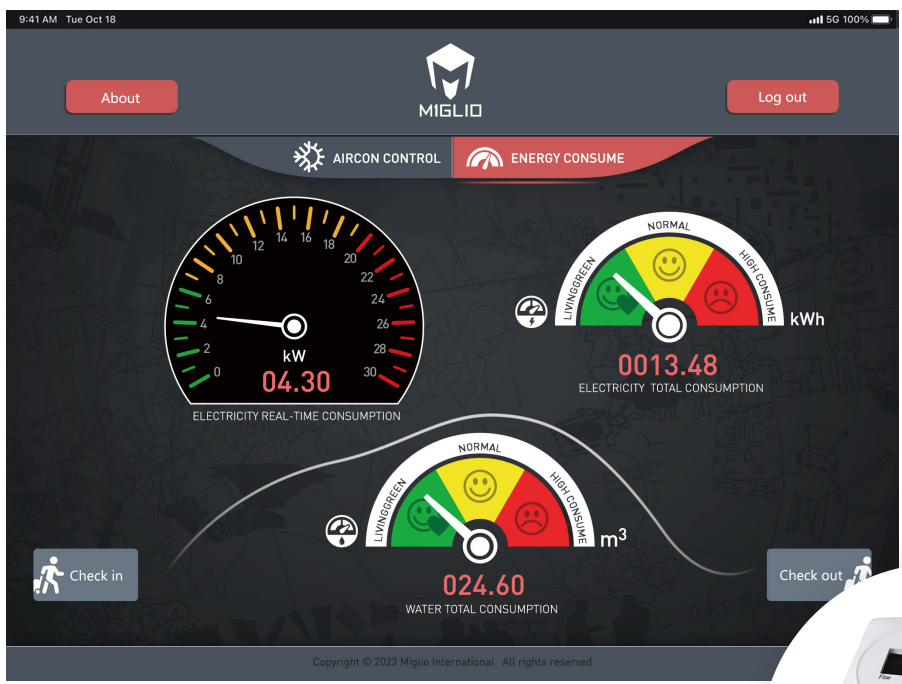 9:41 AM Tue Oct 18
5G 100%
About
M1GLIO
Log out
AIRCON CONTROL
ENERGY CONSUME
0
2
4
6
8
10
12
14
16
18
20
22
24
26
28
30
kW
04.30
ELECTRICITY REAL-TIME CONSUMPTION
LIVINGGREEN
NORMAL
HIGH CONSUME
kWh
0013.48
ELECTRICITY TOTAL CONSUMPTION
LIVINGGREEN
NORMAL
HIGH CONSUME
m³
024.60
WATER TOTAL CONSUMPTION
Check in
Check out
Copyright © 2023 Miglio International All rights reserved
Flow